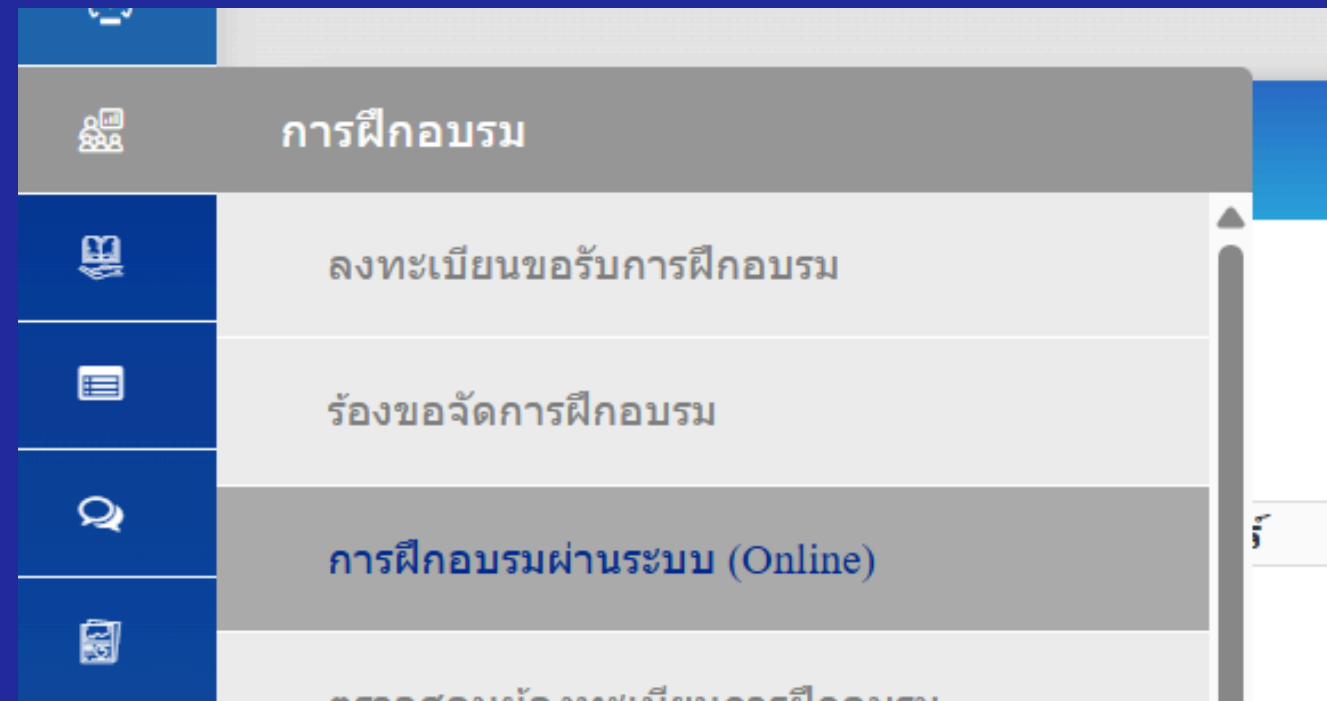 การฝึกอบรม
ลงทะเบียนขอรับการฝึกอบรม
ร้องขอจัดการฝึกอบรม
การฝึกอบรมผ่านระบบ (Online)